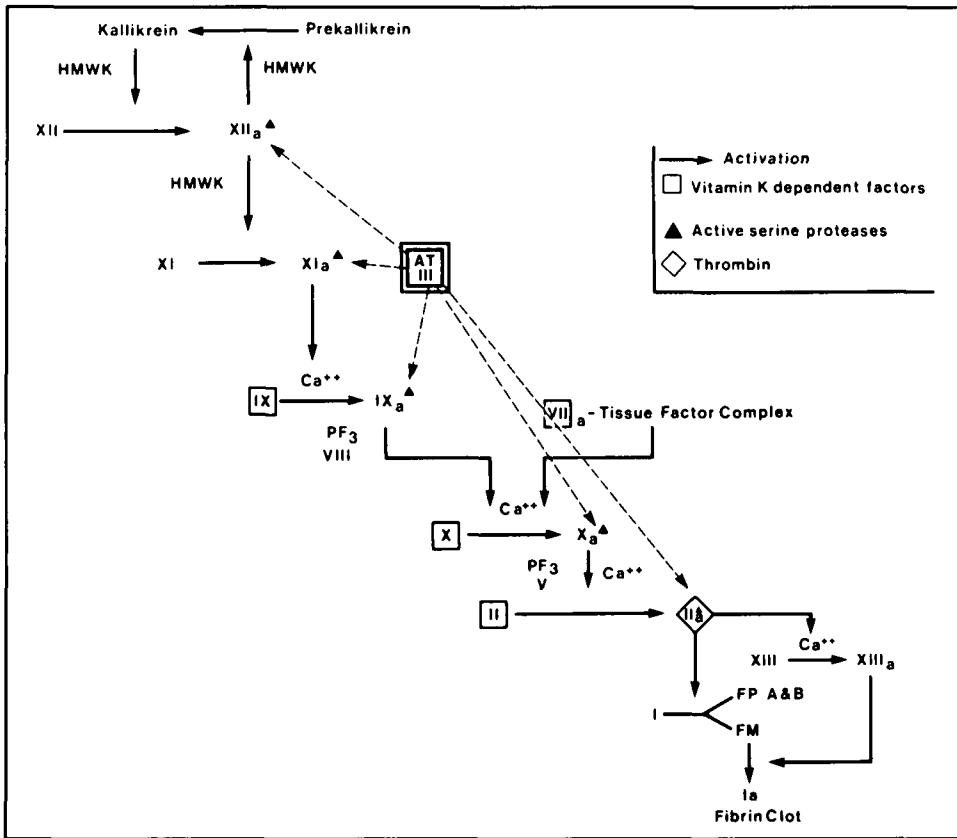 Kallikrein Prekallikrein
HMWK HMWK
XII XIIa▲
HMWK
Activation
Vitamin K dependent factors
▲ Active serine proteases
Thrombin
XI XIa▲ AT
III
Ca++
IX IXa▲ VIIa - Tissue Factor Complex
PF3
VIII
Ca++
X Xa▲
PF3 Ca++
V
II IIa▲
Ca++
XIII XIIIa
FP A&B
I
FM
Ia
Fibrin Clot